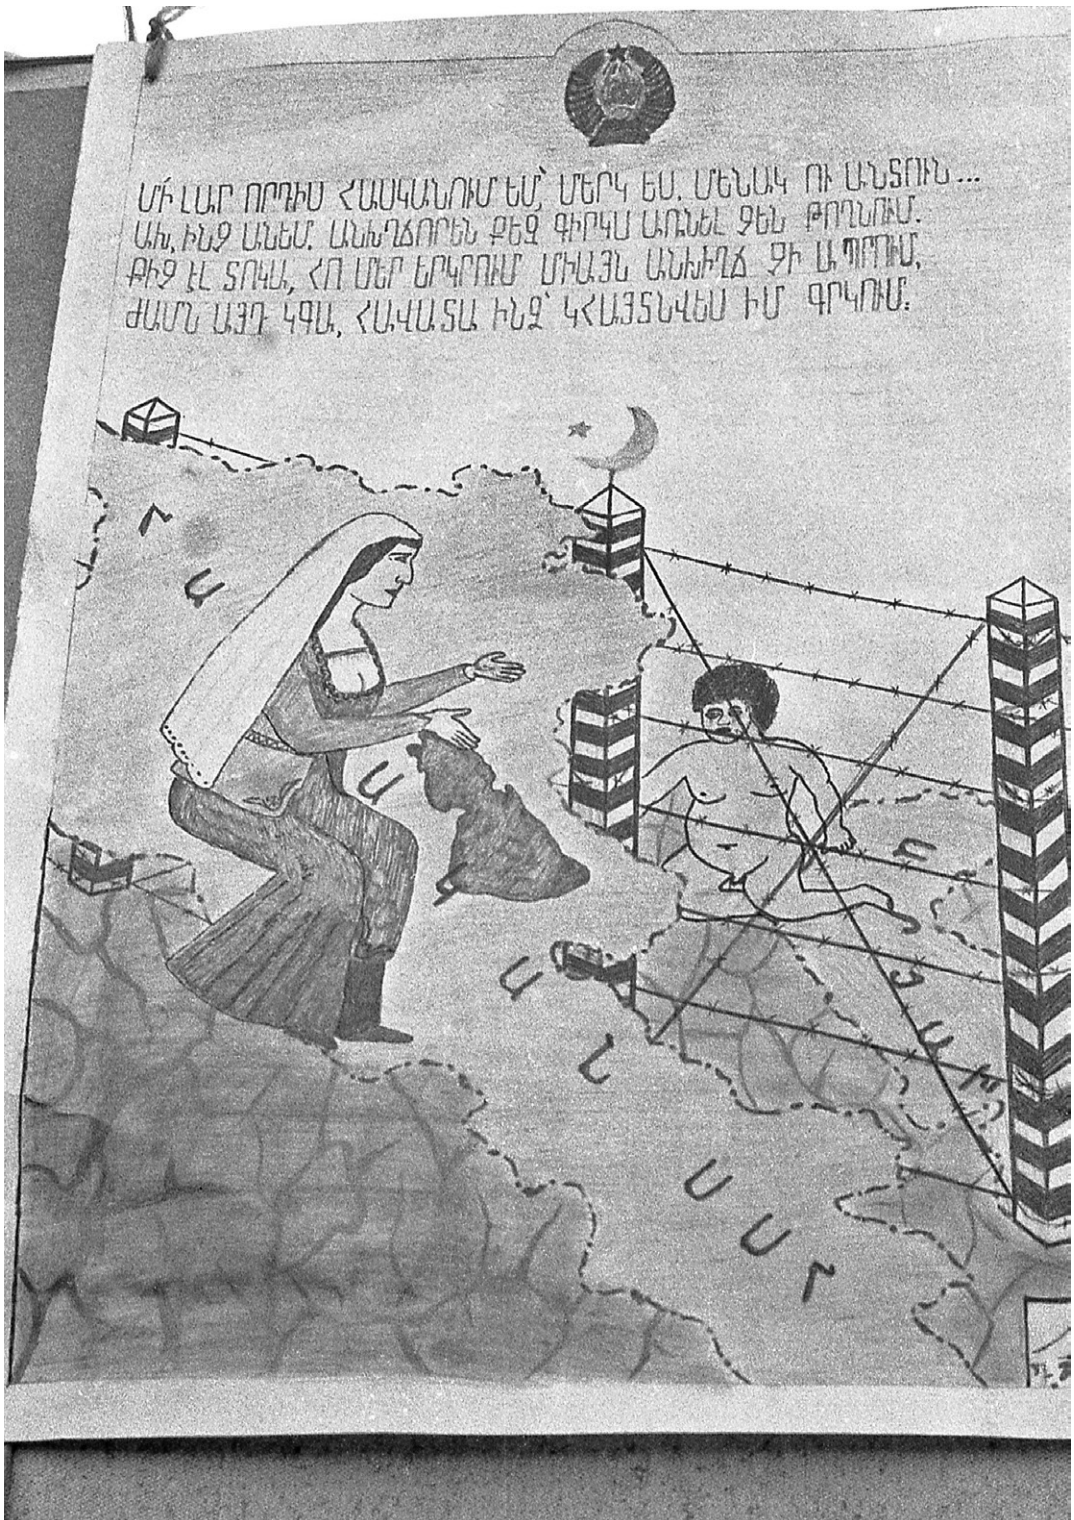 ՄԻ՛ ԼԱՐ ՈՐԴԻՍ ՀԱՍԿԱՆՈՒՄ ԵՄ՝ ՄԵՐԿ ԵՍ. ՄԵՆԱԿ ՈՒ ԱՆՏՈՒՆ...
ԱԽ, ԻՆՉ ԱՆԵՄ. ԱՆԽՂՃՈՐԵՆ ՔԵԶ ԳԻՐԿՍ ԱՌՆԵԼ ՉԵՆ ԹՈՂՆՈՒՄ.
ՔԻՉ ԷԼ ՏՈԿԱ, ՀՈ ՄԵՐ ԵՐԿՐՈՒՄ ՄԻԱՅՆ ԱՆԽԻՂՃ ՉԻ ԱՊՐՈՒՄ,
ԺԱՄՆ ԱՅԴ ԿԳԱ, ՀԱՎԱՏԱ ԻՆՁ՝ ԿՀԱՅՏՆՎԵՍ ԻՄ ԳՐԿՈՒՄ: